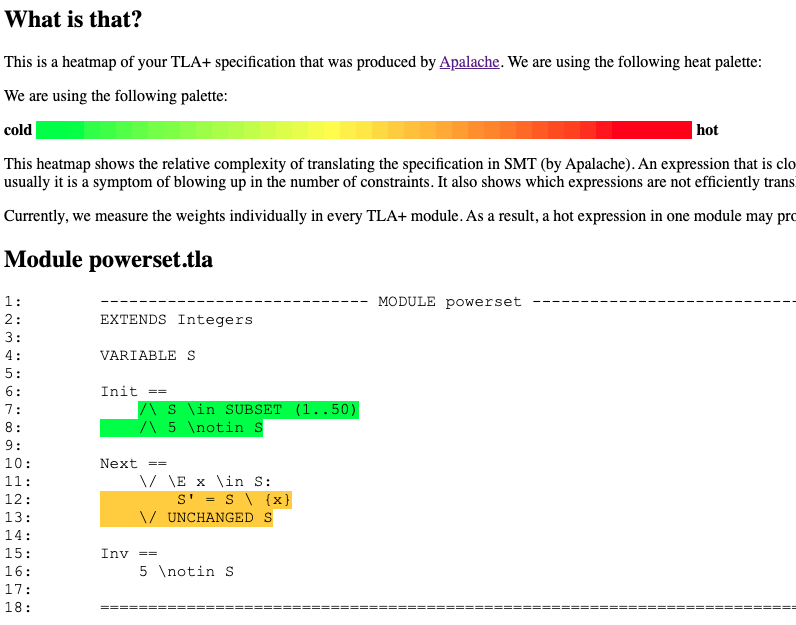 What is that?
This is a heatmap of your TLA+ specification that was produced by Apalache. We are using the following heat palette:
We are using the following palette:
cold hot
This heatmap shows the relative complexity of translating the specification in SMT (by Apalache). An expression that is clo
usually it is a symptom of blowing up in the number of constraints. It also shows which expressions are not efficiently trans
Currently, we measure the weights individually in every TLA+ module. As a result, a hot expression in one module may pro
Module powerset.tla
1: ---------------------------- MODULE powerset ----------------------------
2: EXTENDS Integers
3:
4: VARIABLE S
5:
6: Init ==
7: /\ S \in SUBSET (1..50)
8: /\ 5 \notin S
9:
10: Next ==
11: \/ \E x \in S:
12: S' = S \ {x}
13: \/ UNCHANGED S
14:
15: Inv ==
16: 5 \notin S
17:
18: =========================================================================